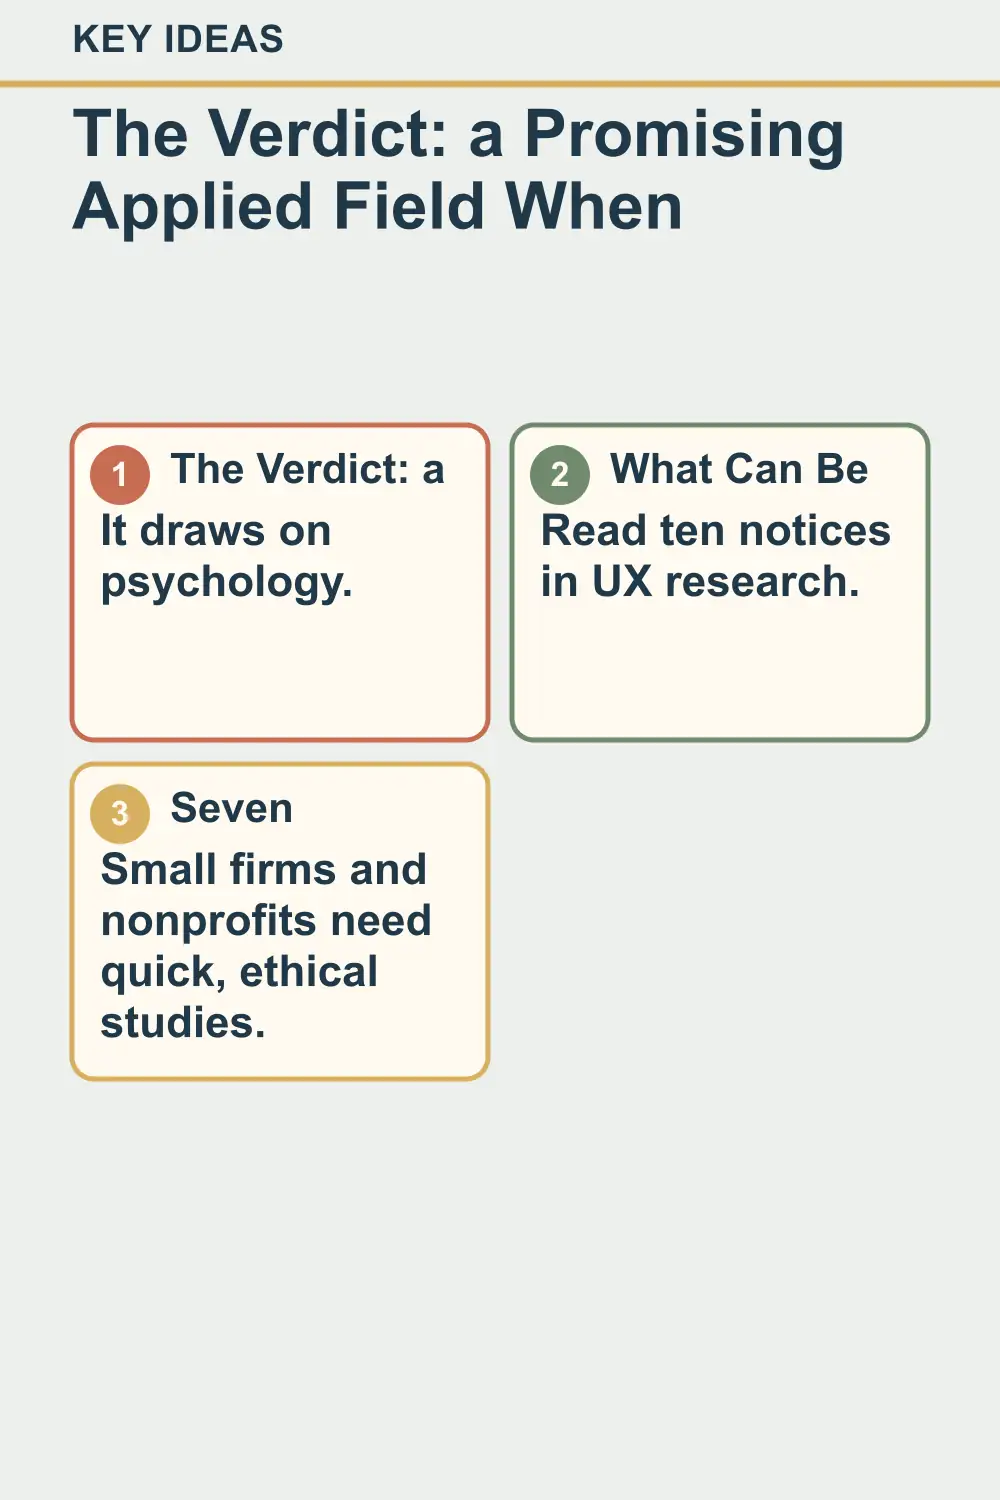 KEY IDEAS
The Verdict: a Promising
Applied Field When
1 The Verdict: a
It draws on
psychology.
2 What Can Be
Read ten notices
in UX research.
3 Seven
Small firms and
nonprofits need
quick, ethical
studies.